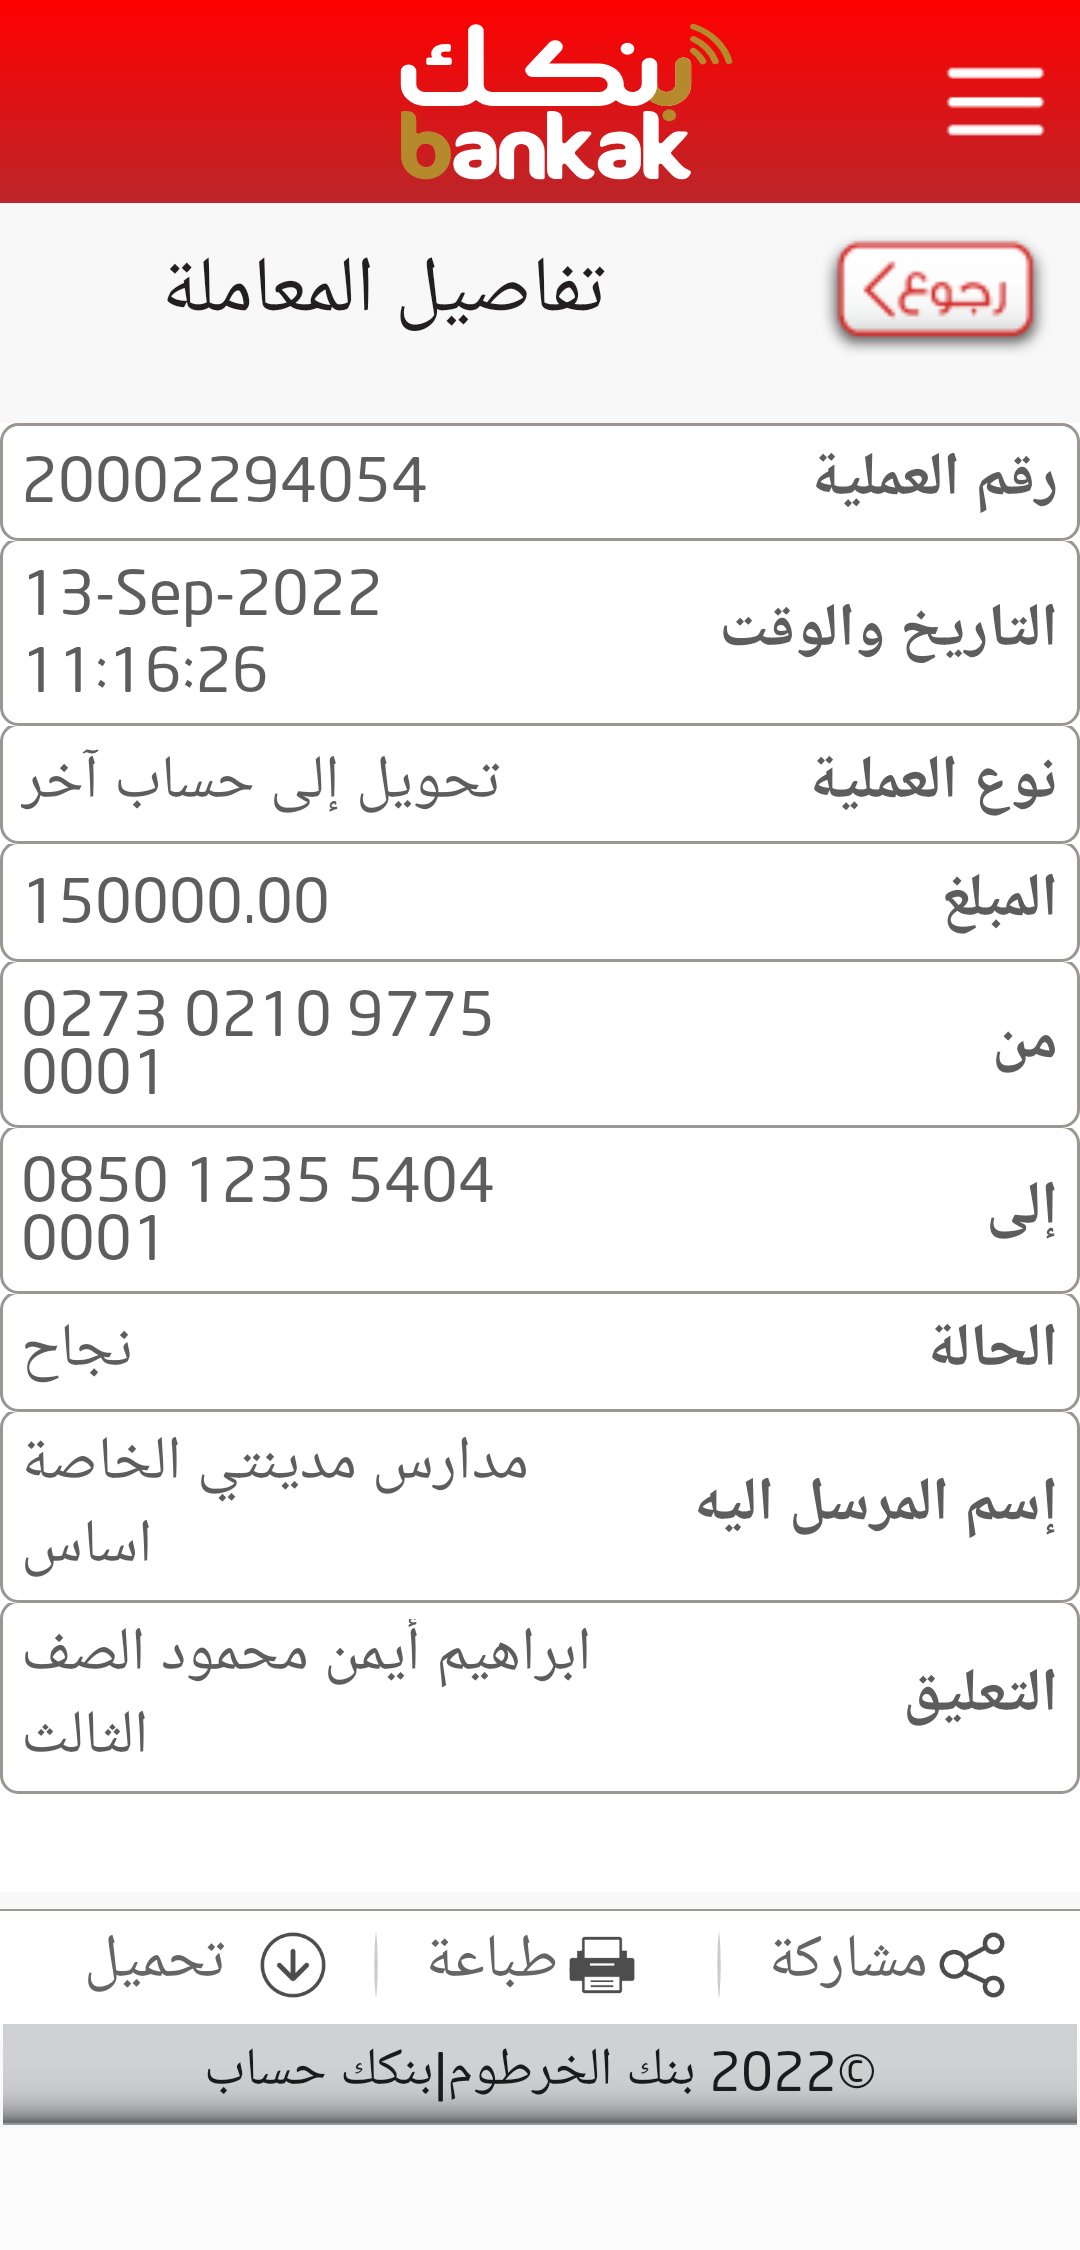 بنكك
bankak
رجوع
تفاصيل المعاملة
رقم العملية
20002294054
التاريخ والوقت
13-Sep-2022
11:16:26
نوع العملية
تحويل إلى حساب آخر
المبلغ
150000.00
من
0273 0210 9775
0001
إلى
0850 1235 5404
0001
الحالة
نجاح
إسم المرسل اليه
مدارس مدينتي الخاصة
اساس
التعليق
ابراهيم أيمن محمود الصف
الثالث
مشاركة
طباعة
تحميل
©2022 بنك الخرطوم|بنكك حساب